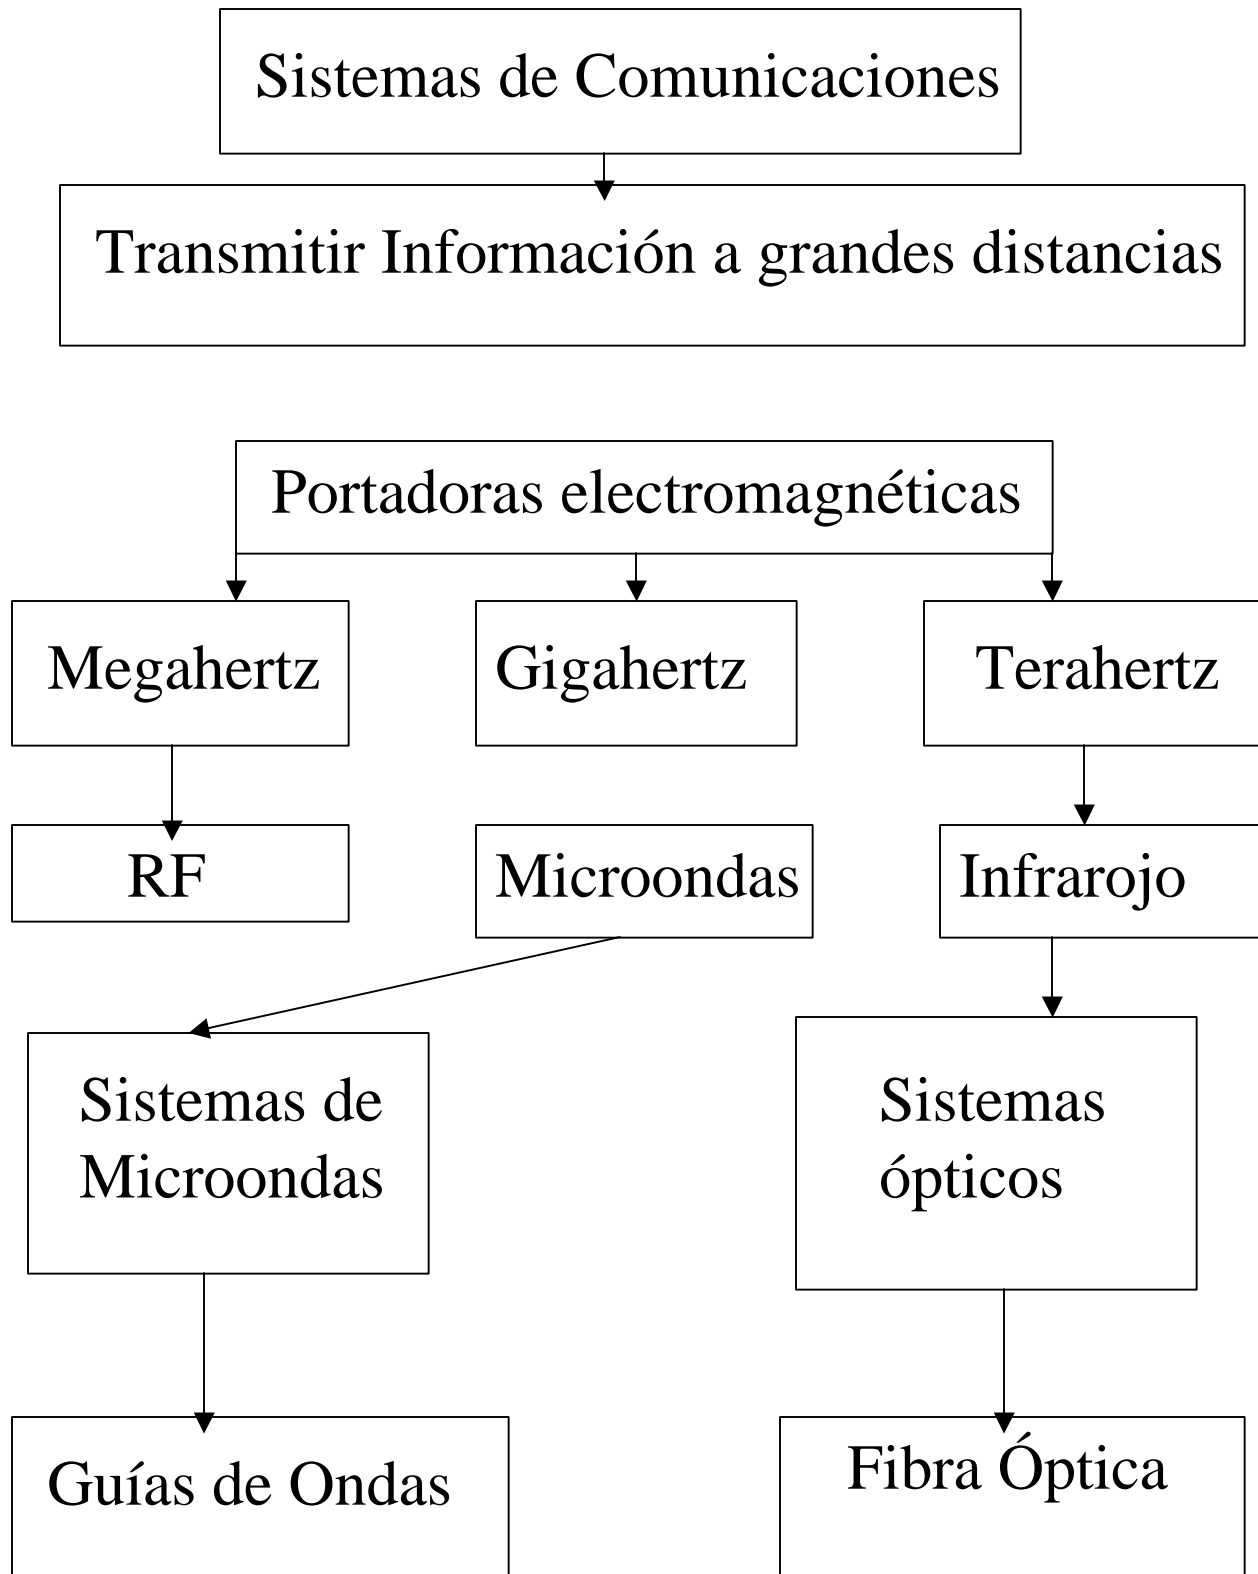 Sistemas de Comunicaciones
Transmitir Información a grandes distancias
Portadoras electromagnéticas
Megahertz
Gigahertz
Terahertz
RF
Microondas
Infrarojo
Sistemas de
Microondas
Sistemas
ópticos
Guías de Ondas
Fibra Óptica